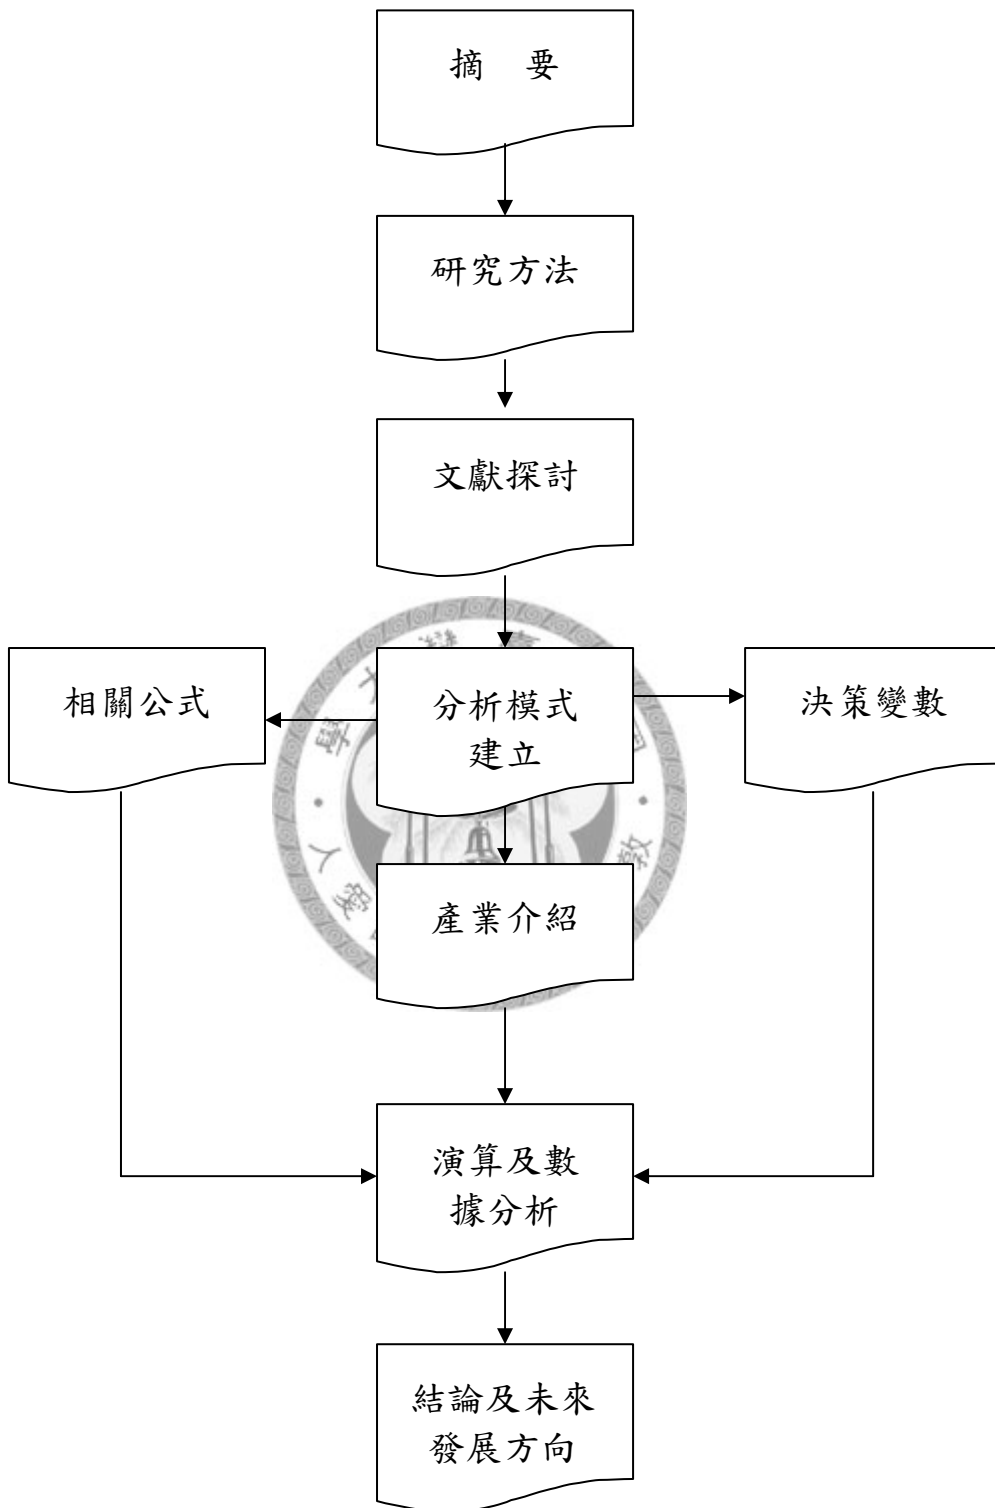 摘 要
研究方法
文獻探討
相關公式
分析模式
建立
決策變數
產業介紹
演算及數
據分析
結論及未來
發展方向